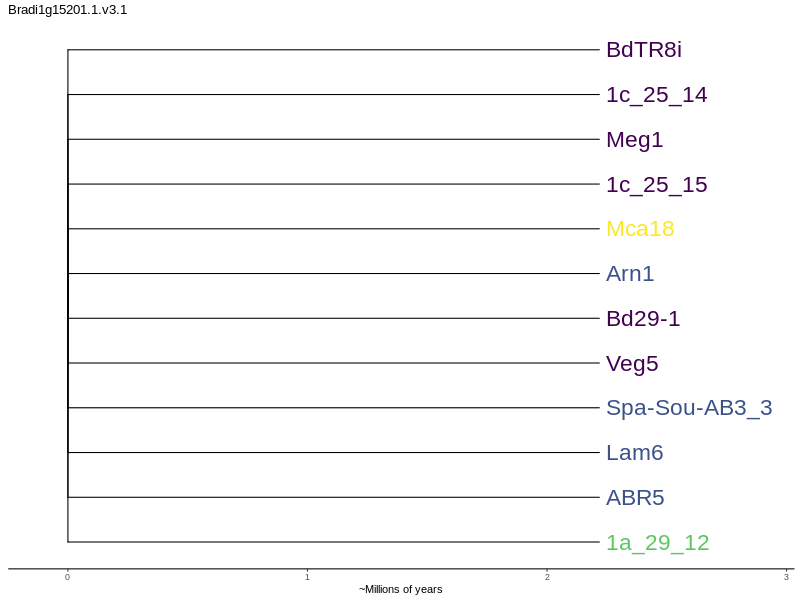 Bradi1g15201.1.v3.1
BdTR8i
1c_25_14
Meg1
1c_25_15
Mca18
Arn1
Bd29-1
Veg5
Spa-Sou-AB3_3
Lam6
ABR5
1a_29_12
0 1 2 3
~Millions of years